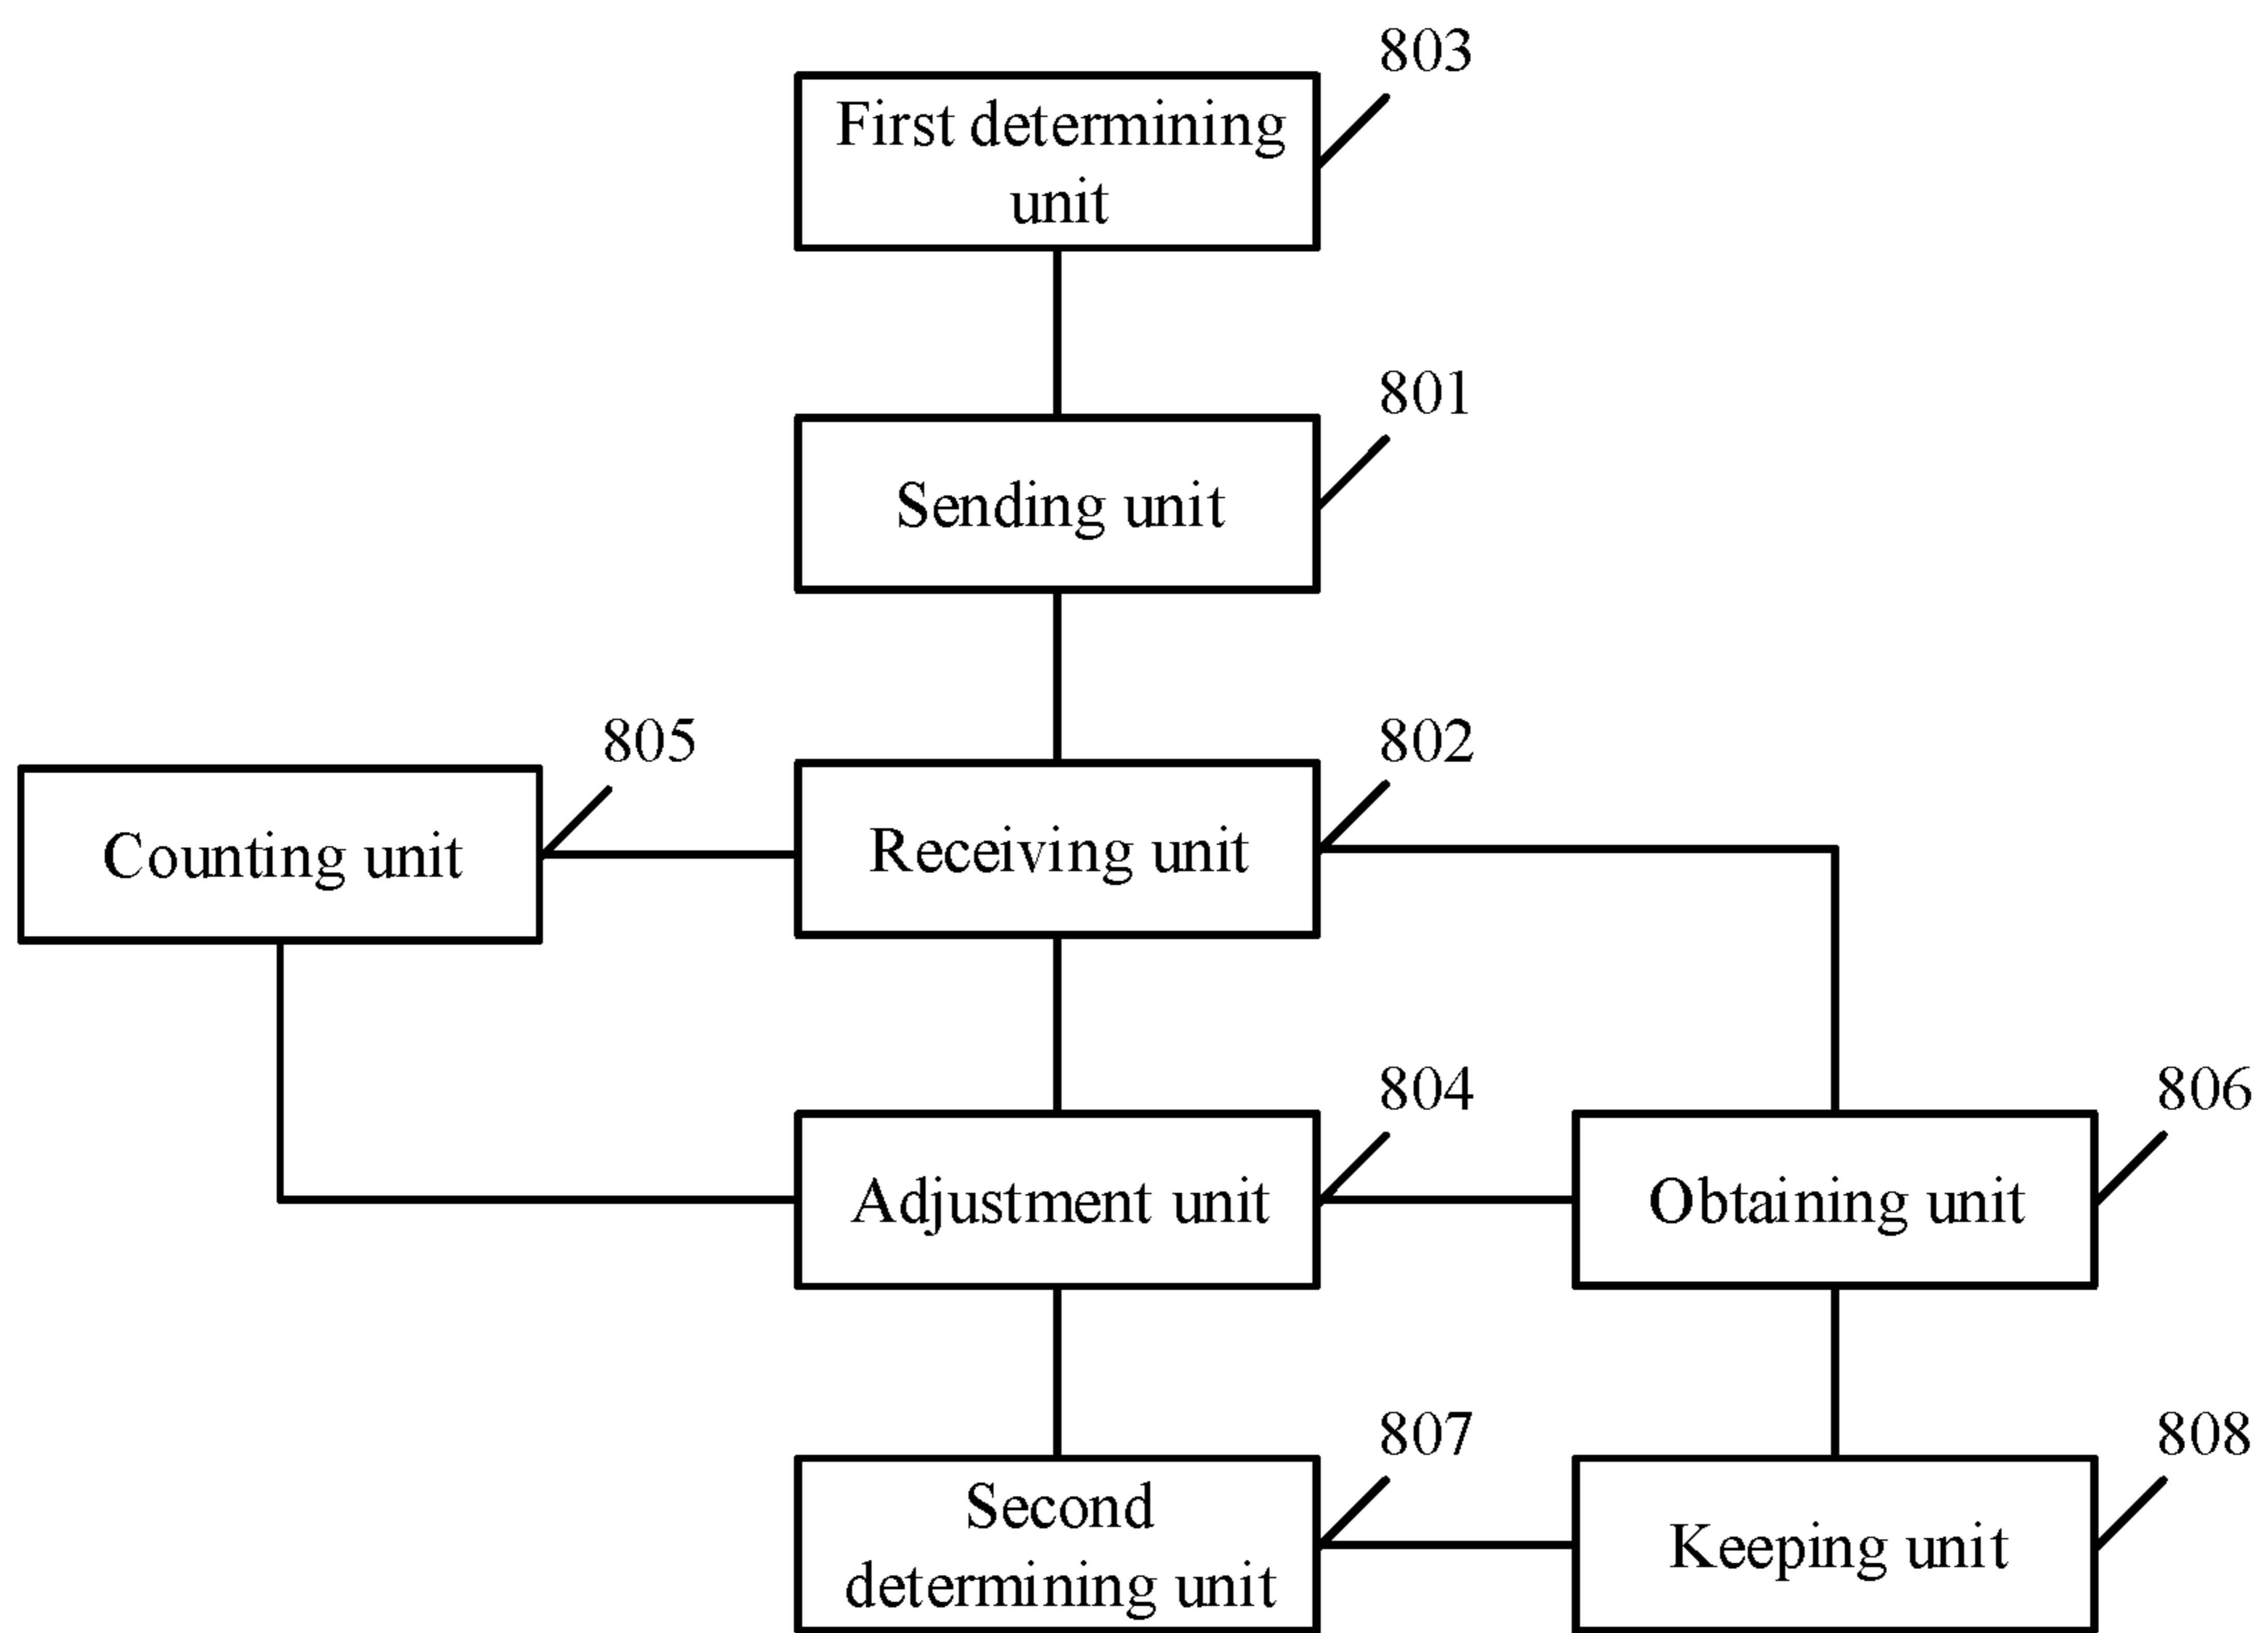 803
First determining
unit
801
Sending unit
805
802
Counting unit
Receiving unit
804
806
Adjustment unit
Obtaining unit
807
808
Second
determining unit
Keeping unit